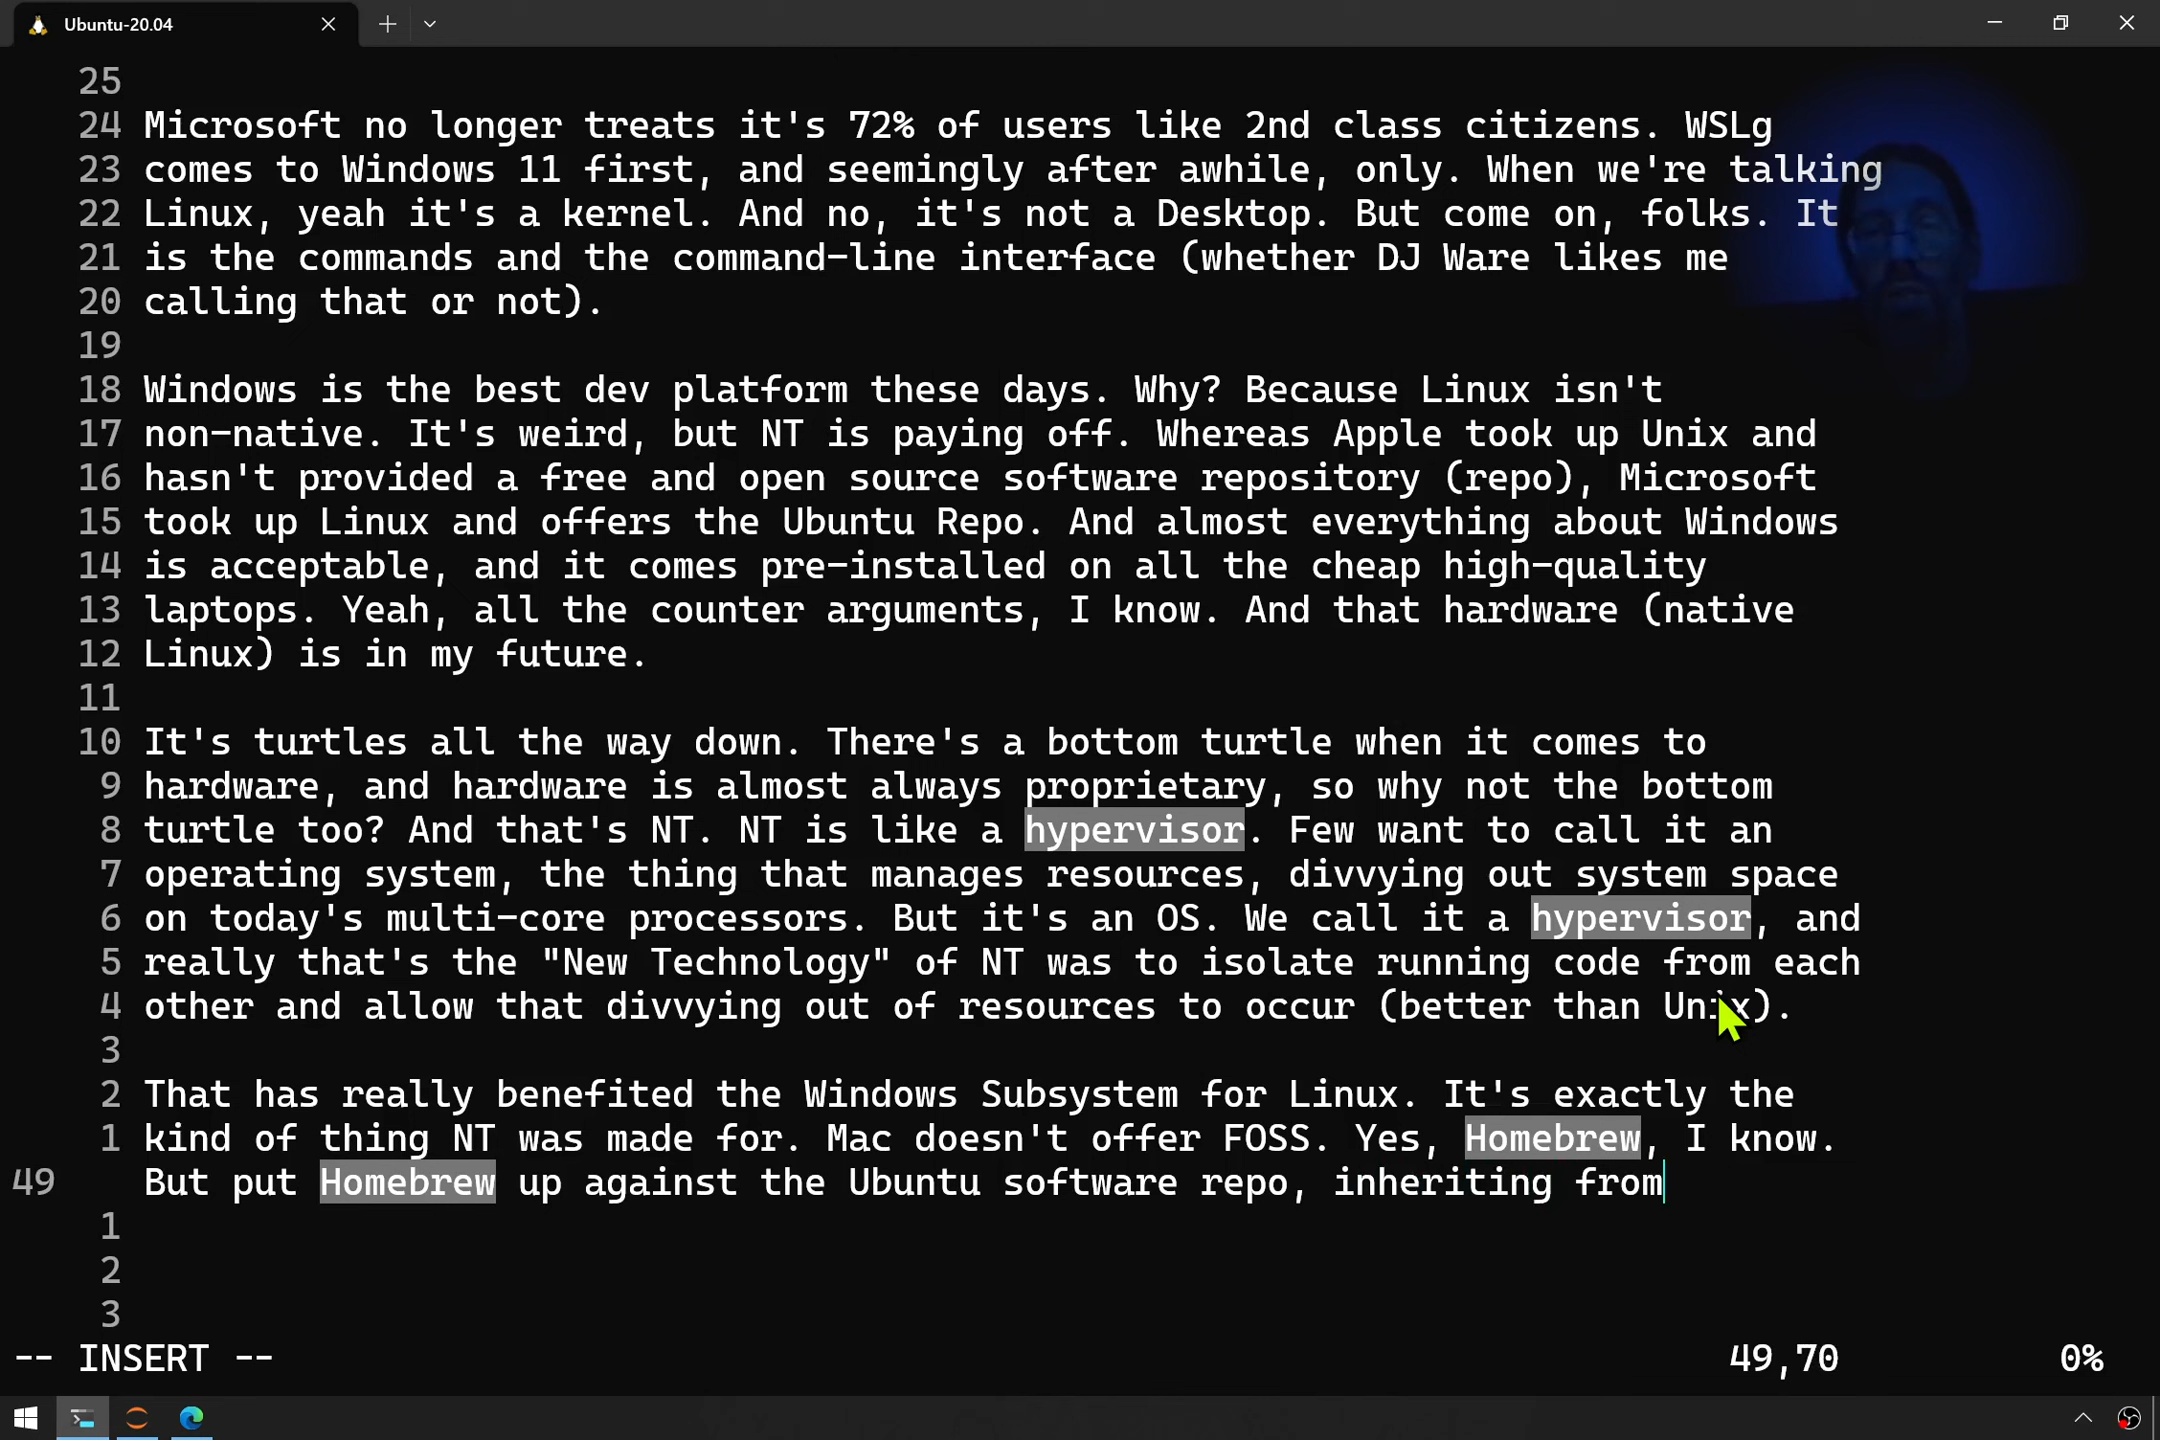 Ubuntu-20.04
25
24 Microsoft no longer treats it's 72% of users like 2nd class citizens. WSLg
23 comes to Windows 11 first, and seemingly after awhile, only. When we're talking
22 Linux, yeah it's a kernel. And no, it's not a Desktop. But come on, folks. It
21 is the commands and the command-line interface (whether DJ Ware likes me
20 calling that or not).
19
18 Windows is the best dev platform these days. Why? Because Linux isn't
17 non-native. It's weird, but NT is paying off. Whereas Apple took up Unix and
16 hasn't provided a free and open source software repository (repo), Microsoft
15 took up Linux and offers the Ubuntu Repo. And almost everything about Windows
14 is acceptable, and it comes pre-installed on all the cheap high-quality
13 laptops. Yeah, all the counter arguments, I know. And that hardware (native
12 Linux) is in my future.
11
10 It's turtles all the way down. There's a bottom turtle when it comes to
9 hardware, and hardware is almost always proprietary, so why not the bottom
8 turtle too? And that's NT. NT is like a hypervisor. Few want to call it an
7 operating system, the thing that manages resources, divvying out system space
6 on today's multi-core processors. But it's an OS. We call it a hypervisor, and
5 really that's the "New Technology" of NT was to isolate running code from each
4 other and allow that divvying out of resources to occur (better than Unix).
3
2 That has really benefited the Windows Subsystem for Linux. It's exactly the
1 kind of thing NT was made for. Mac doesn't offer FOSS. Yes, Homebrew, I know.
49 But put Homebrew up against the Ubuntu software repo, inheriting from
1
2
3
-- INSERT -- 49,70 0%